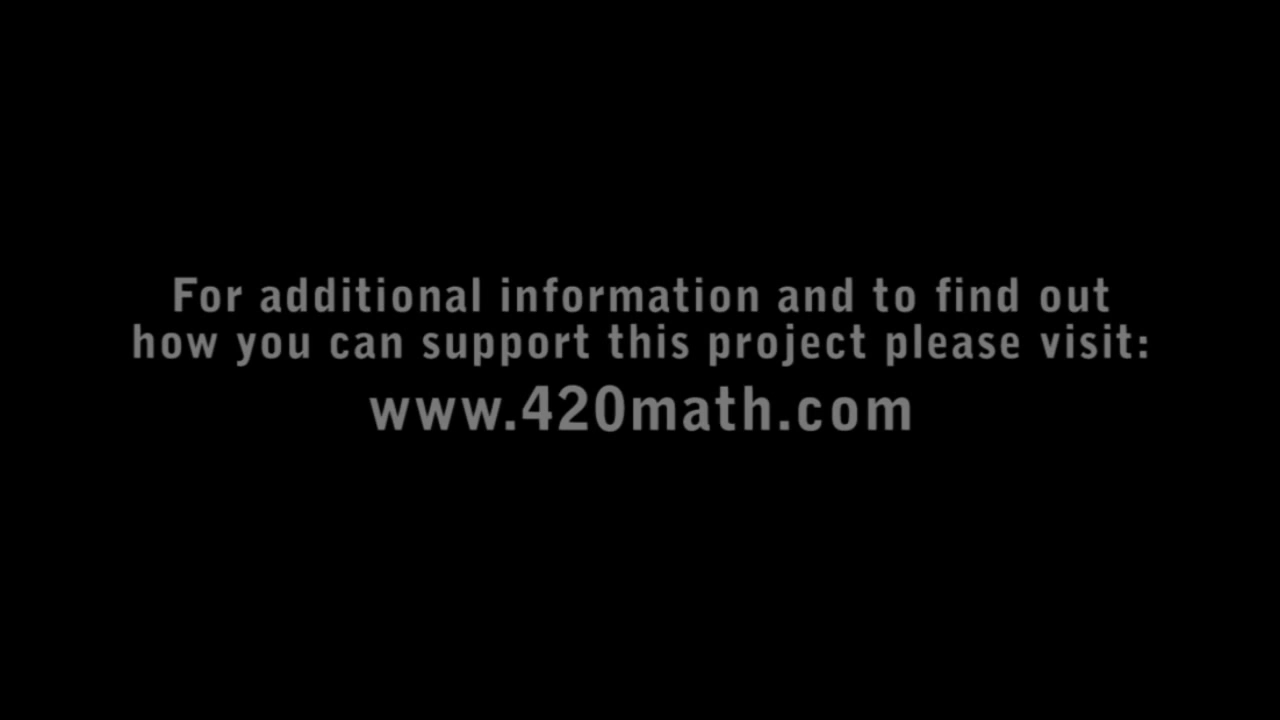 For additional information and to find out
how you can support this project please visit:
www.420math.com